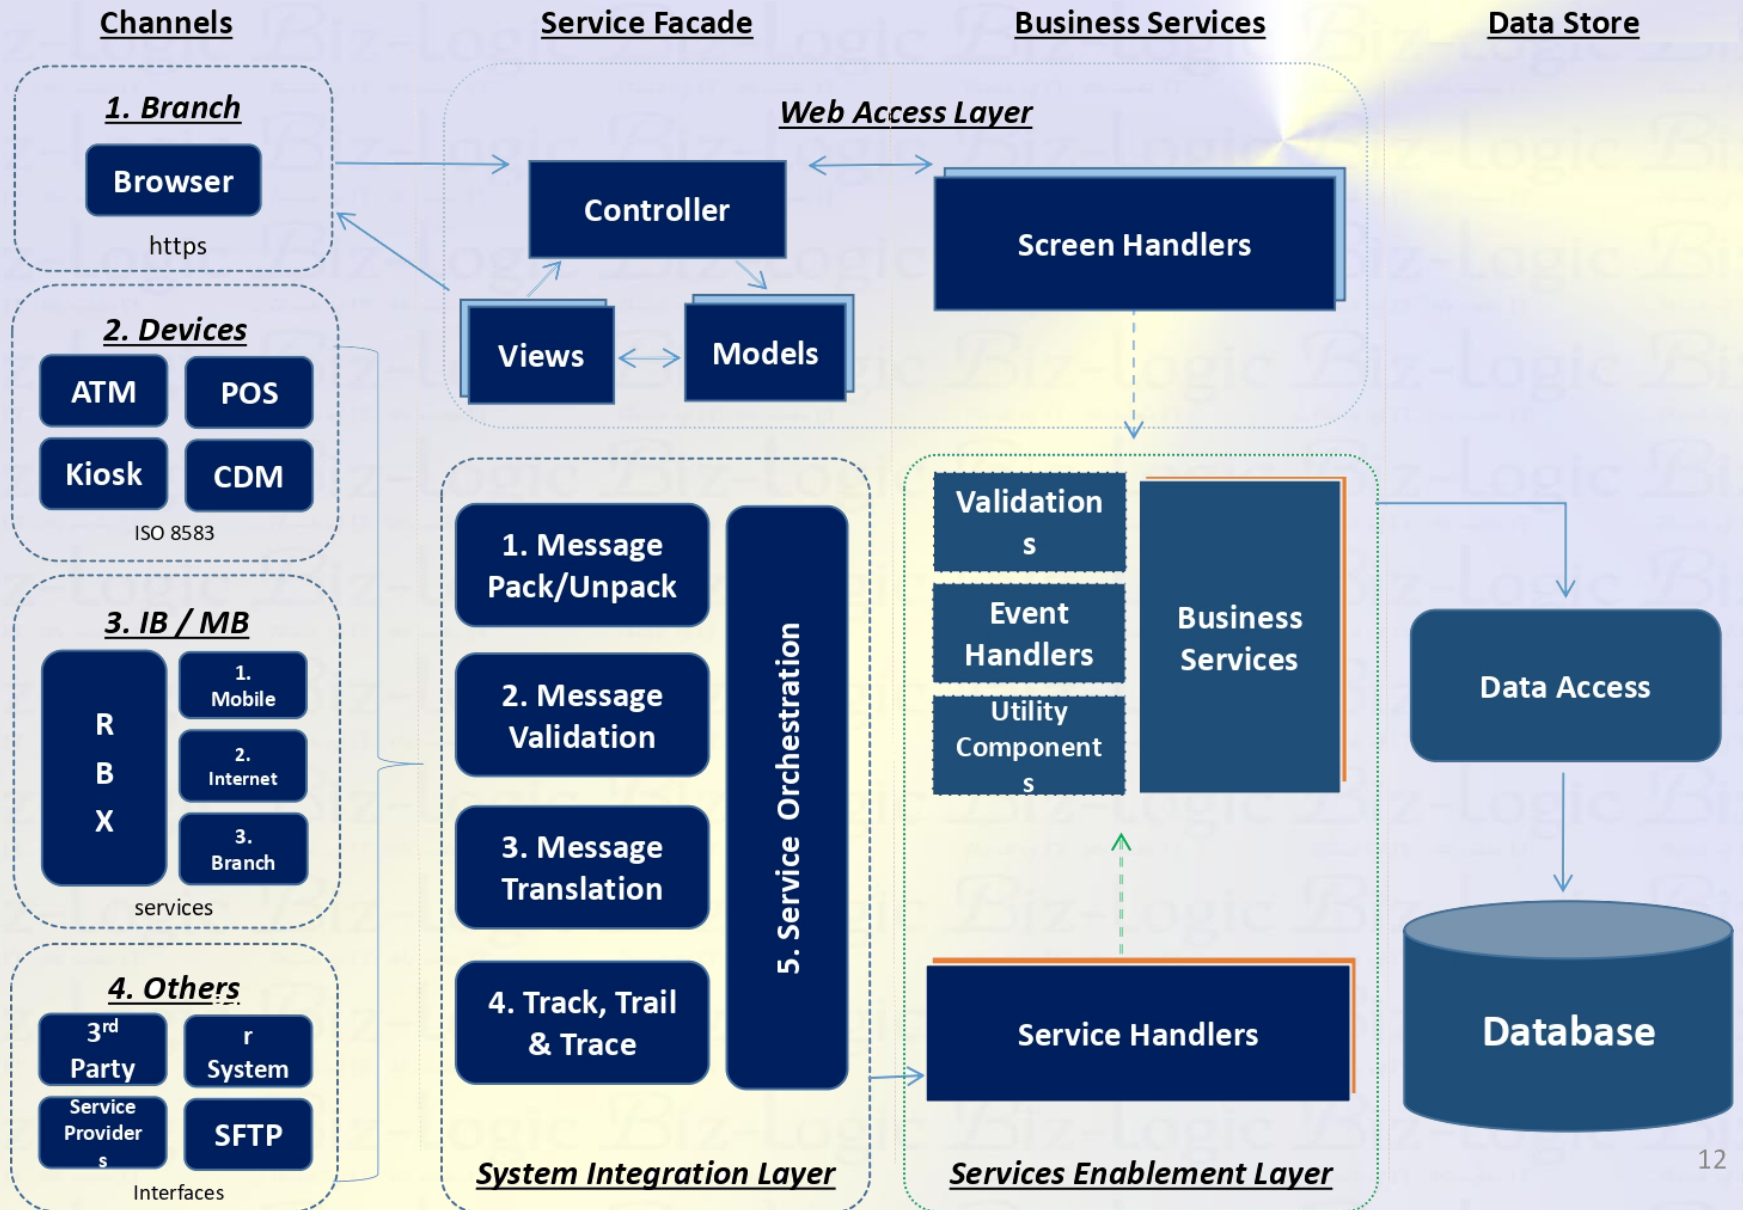 Channels
Service Facade
Business Services
Data Store
1. Branch
Browser
https
2. Devices
ATM
POS
Kiosk
CDM
ISO 8583
3. IB / MB
R
B
X
1.
Mobile
2.
Internet
3.
Branch
services
4. Others
3rd
Party
r
System
Service
Provider
s
SFTP
Interfaces
Web Access Layer
Controller
Screen Handlers
Views
Models
1. Message
Pack/Unpack
2. Message
Validation
3. Message
Translation
4. Track, Trail
& Trace
5. Service Orchestration
System Integration Layer
Validation
s
Event
Handlers
Utility
Component
s
Business
Services
Service Handlers
Services Enablement Layer
Data Access
Database
12
Biz-Logic